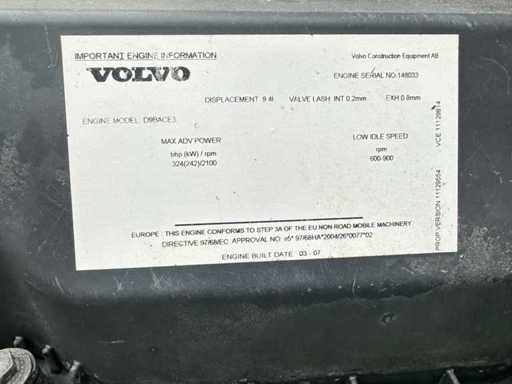 IMPORTANT ENGINE INFORMATION
Volvo Construction Equipment AB
VOLVO
ENGINE SERIAL NO:148033
DISPLACEMENT 9.4l VALVE LASH INT 0.2mm EXH 0.8mm
ENGINE MODEL: D9BACE3
MAX ADV POWER
LOW IDLE SPEED
bhp (kW) / rpm
rpm
324(242)/2100
600-900
EUROPE : THIS ENGINE CONFORMS TO STEP 3A OF THE EU NON ROAD MOBILE MACHINERY
DIRECTIVE 97/68/EC. APPROVAL NO: e5* 97/68HA*2004/26*0077*02
ENGINE BUILT DATE: 03 - 07
PROP VERSION 11129554 VCE 11129614